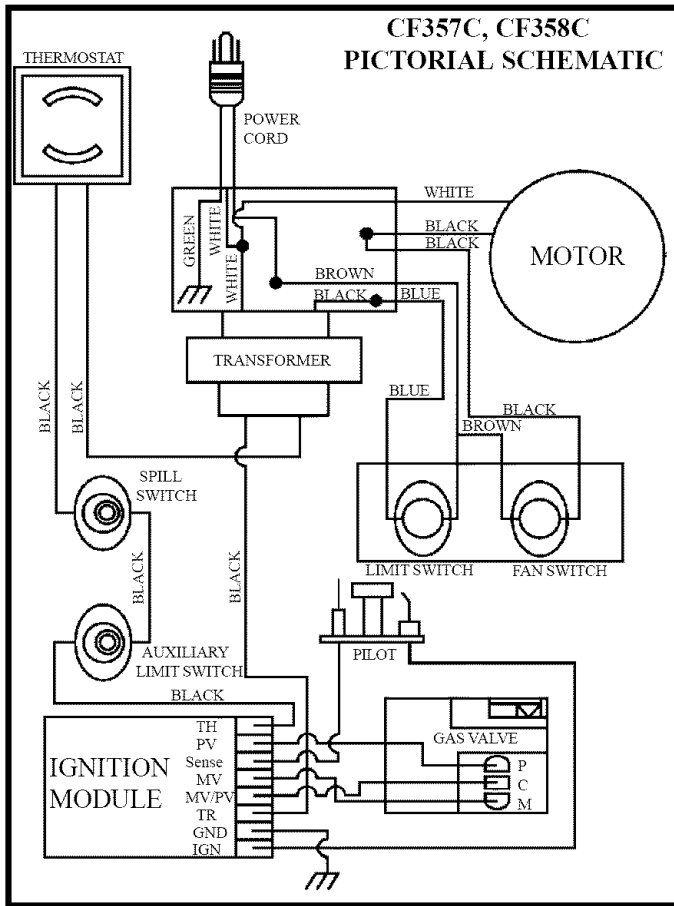 CF357C, CF358C
PICTORIAL SCHEMATIC
THERMOSTAT
POWER
CORD
WHITE
BLACK
BLACK
MOTOR
GREEN
WHITE
WHITE
BROWN
BLACK
BLUE
TRANSFORMER
BLUE
BLACK
BROWN
BLACK
BLACK
SPILL
SWITCH
LIMIT SWITCH
FAN SWITCH
BLACK
BLACK
AUXILIARY
LIMIT SWITCH
PILOT
BLACK
IGNITION
MODULE
TH
PV
Sense
MV
MV/PV
TR
GND
IGN
GAS VALVE
P
C
M